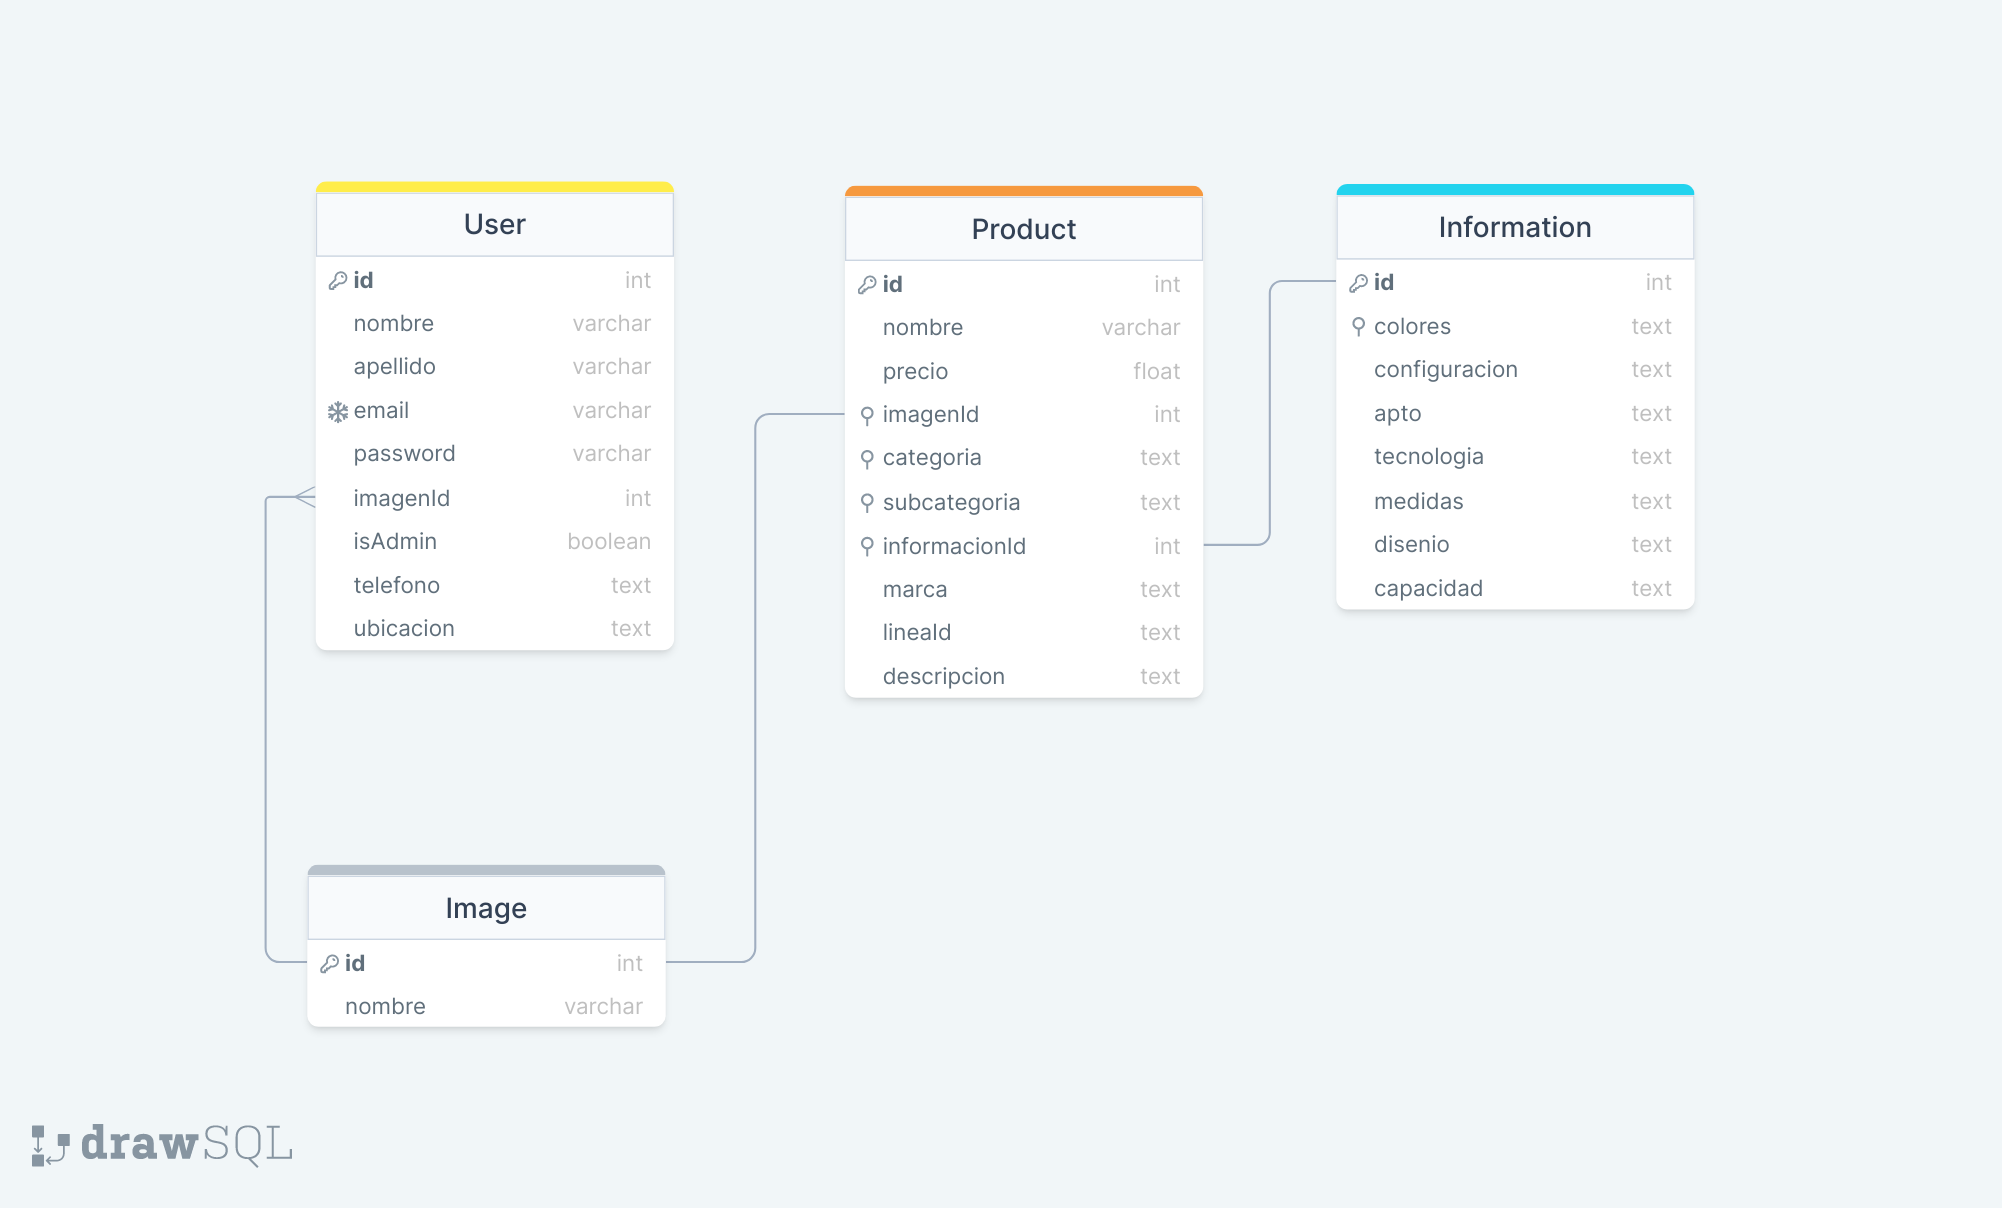 User
id int
nombre varchar
apellido varchar
email varchar
password varchar
imagenId int
isAdmin boolean
telefono text
ubicacion text
Product
id int
nombre varchar
precio float
imagenId int
categoria text
subcategoria text
informacionId int
marca text
lineaId text
descripcion text
Information
id int
colores text
configuracion text
apto text
tecnologia text
medidas text
disenio text
capacidad text
Image
id int
nombre varchar
drawSQL